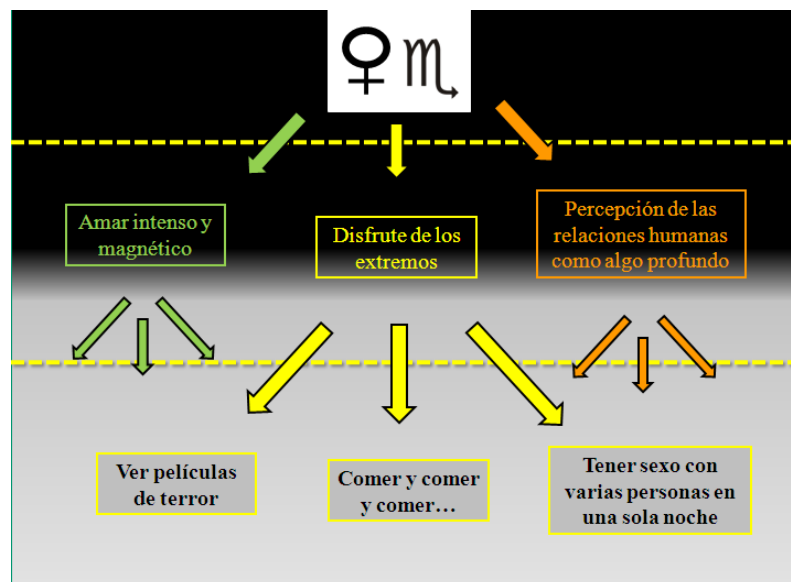 ♀♏
Amar intenso y
magnético
Disfrute de los
extremos
Percepción de las
relaciones humanas
como algo profundo
Ver películas
de terror
Comer y comer
y comer…
Tener sexo con
varias personas en
una sola noche